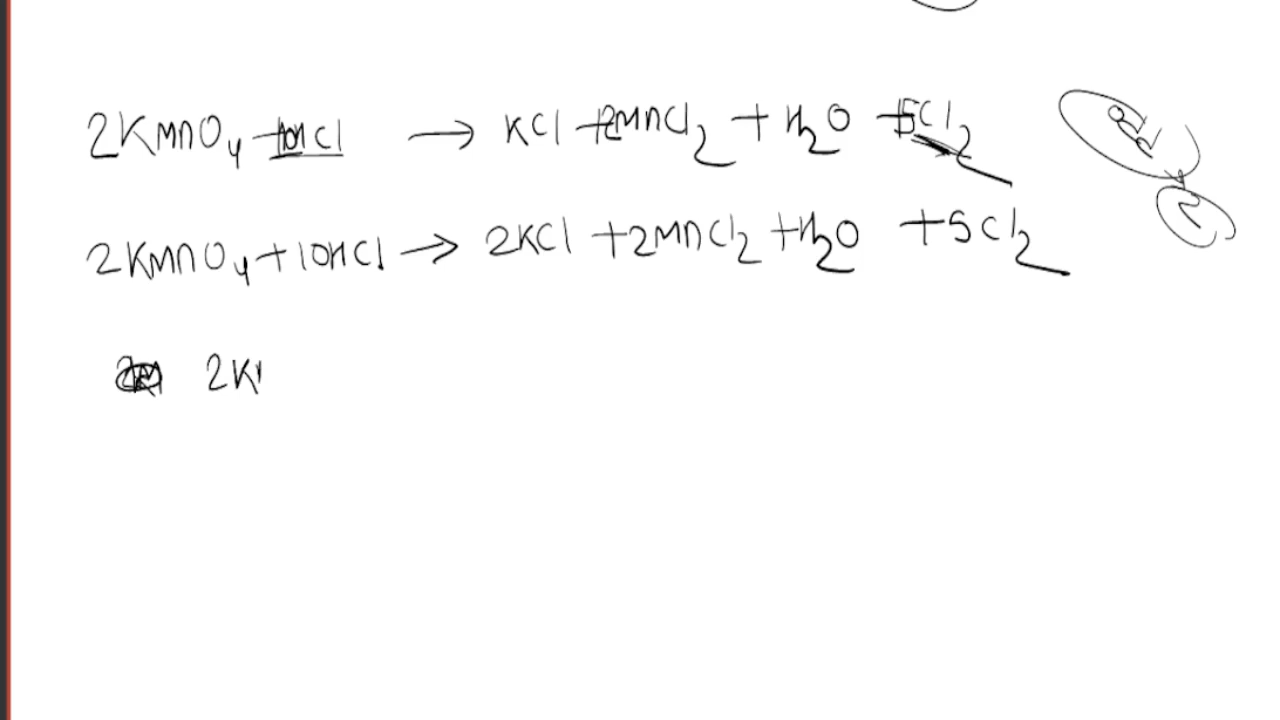 2KMnO4 + 10HCl → KCl + 2MnCl2 + H2O + 5Cl2
2KMnO4 + 10HCl → 2KCl + 2MnCl2 + H2O + 5Cl2
2K